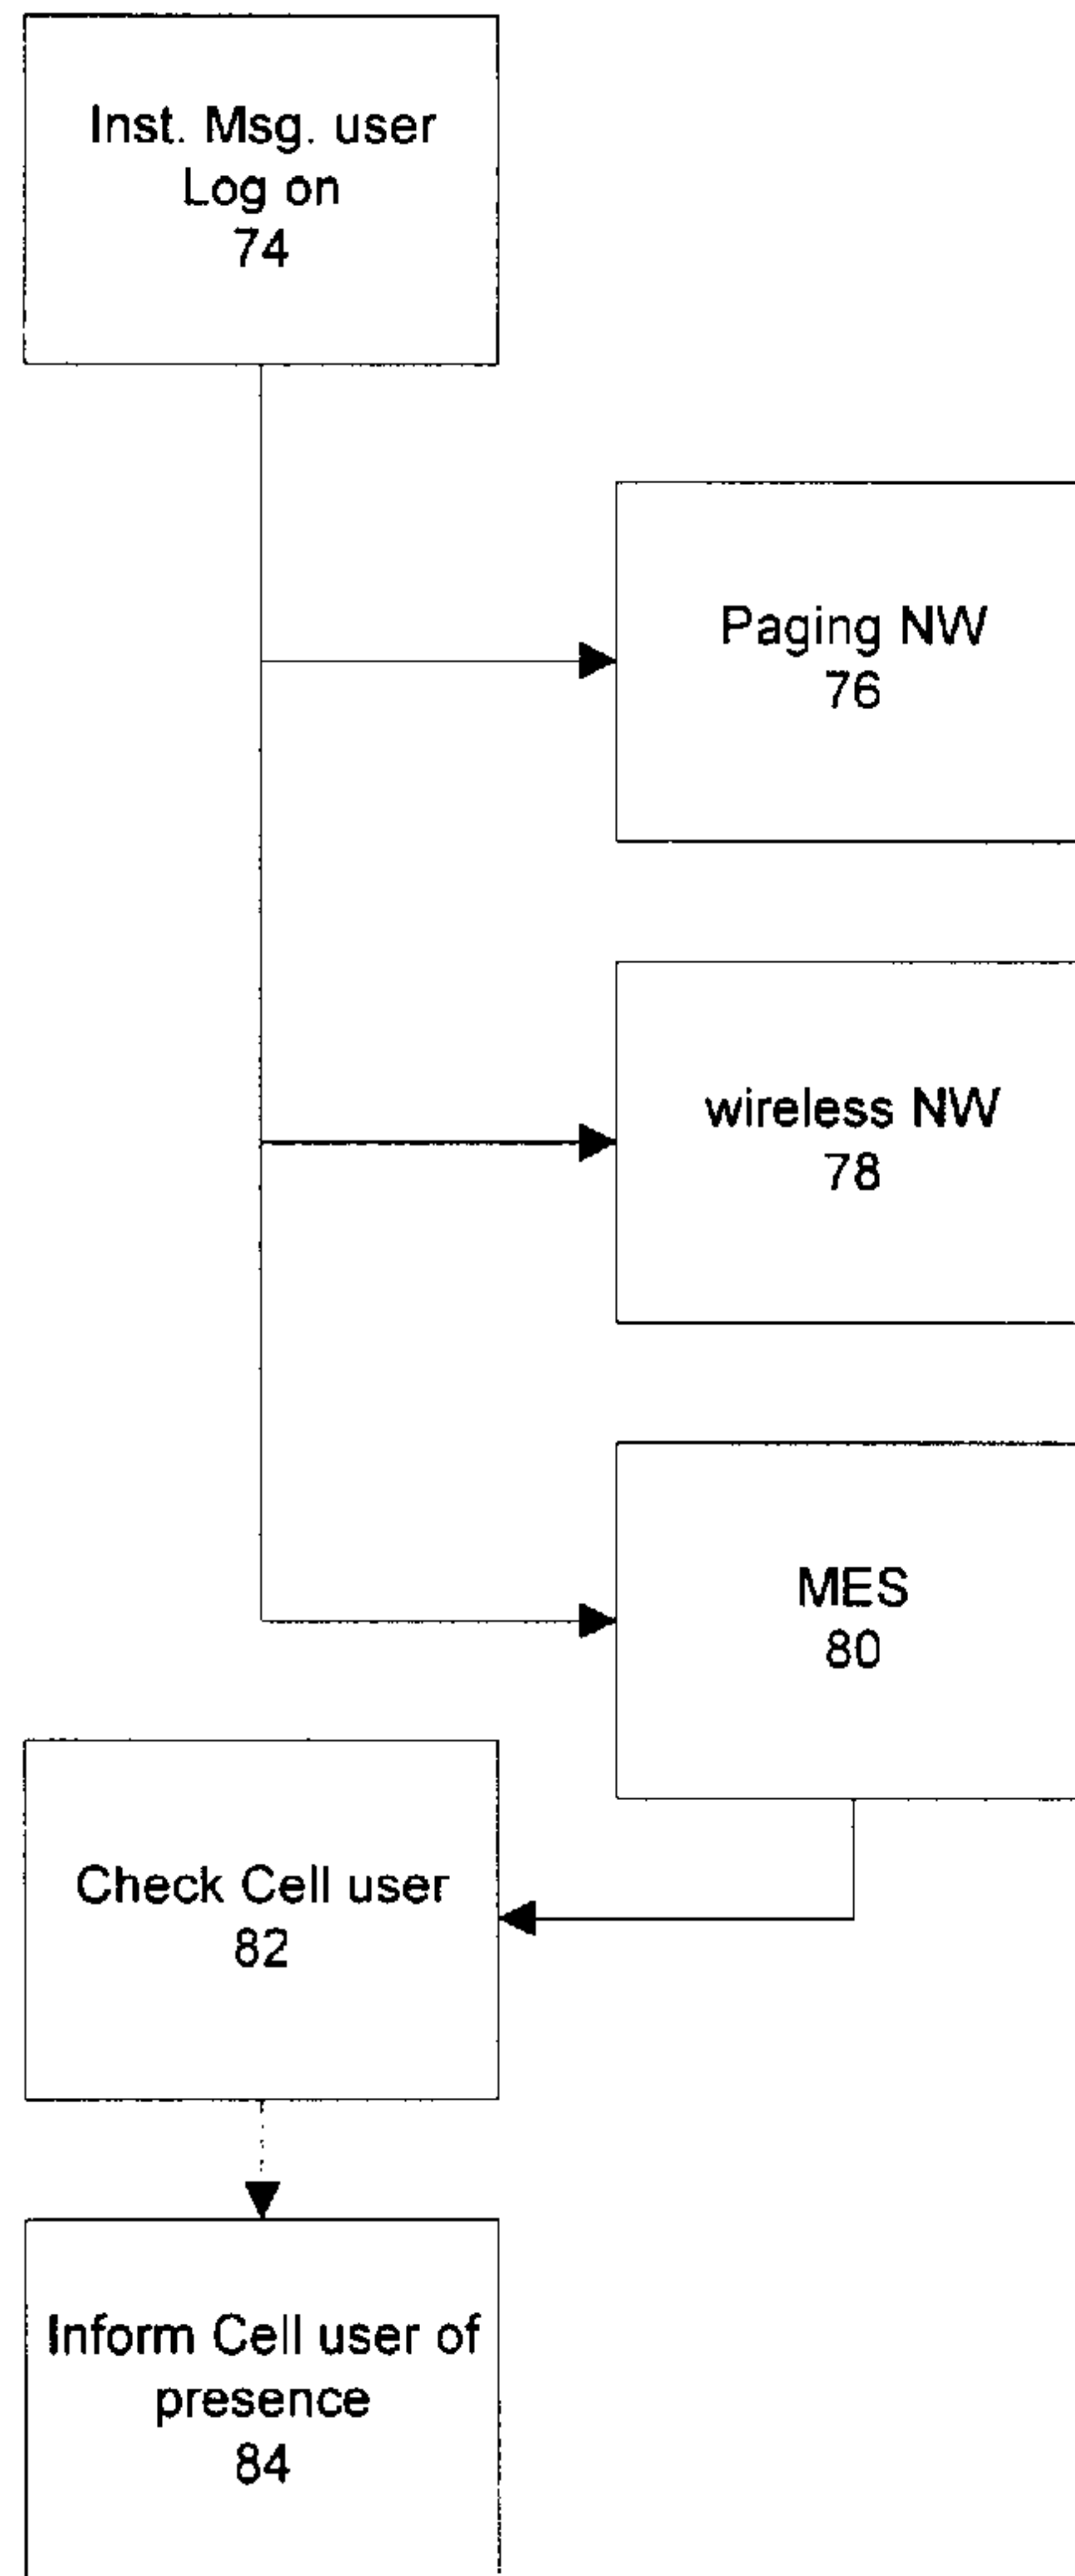 Inst. Msg. user
Log on
74
Paging NW
76
wireless NW
78
MES
80
Check Cell user
82
Inform Cell user of
presence
84